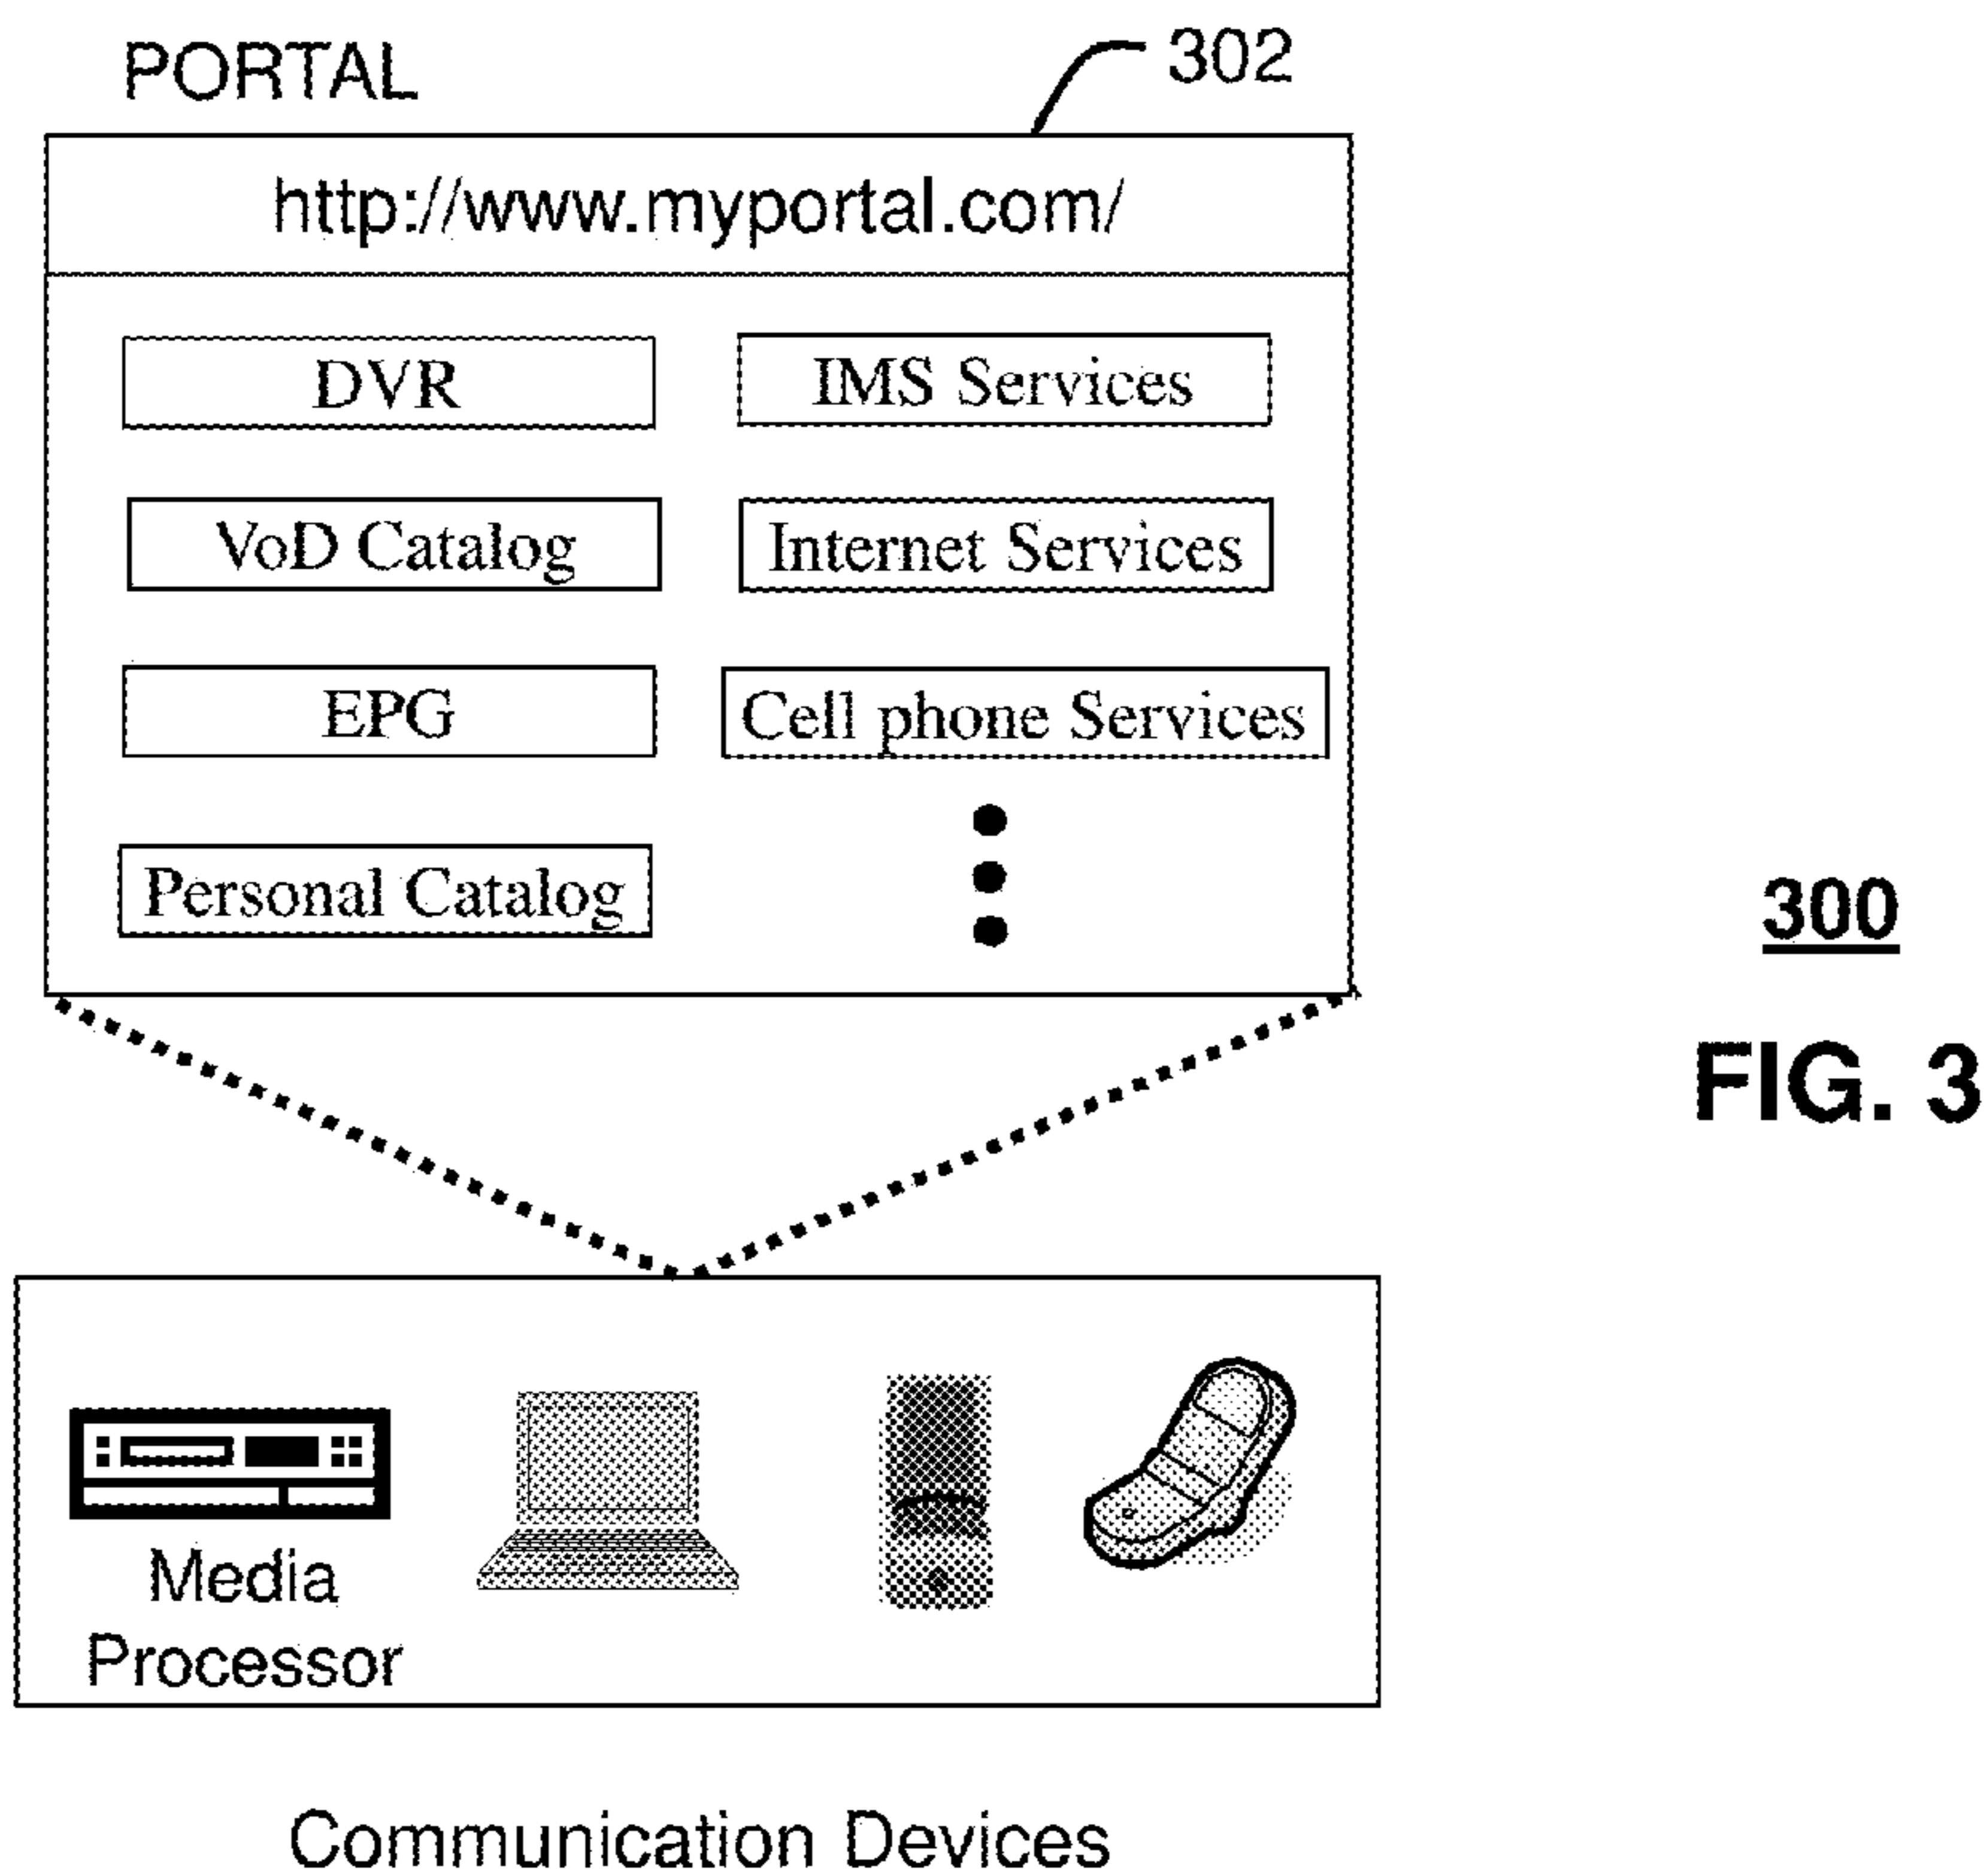 PORTAL
302
http://www.myportal.com/
DVR
IMS Services
VoD Catalog
Internet Services
EPG
Cell phone Services
Personal Catalog
300
FIG. 3
Media
Processor
Communication Devices